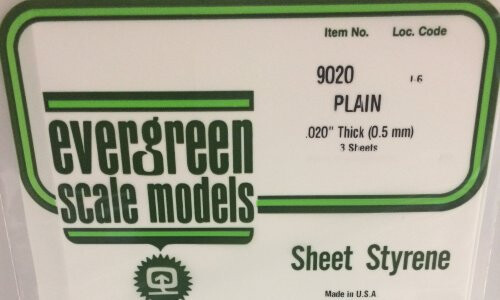 Item No. Loc. Code
9020 L6
PLAIN
.020" Thick (0.5 mm)
3 Sheets
evergreen
scale models
Sheet Styrene
Made in U.S.A